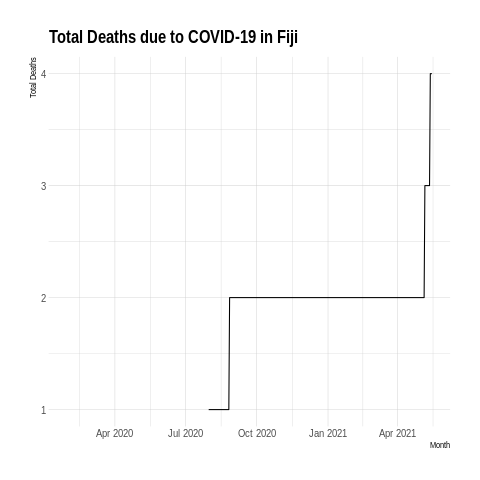 Total Deaths due to COVID-19 in Fiji
Total Deaths
4
3
2
1
Apr 2020 Jul 2020 Oct 2020 Jan 2021 Apr 2021
Month